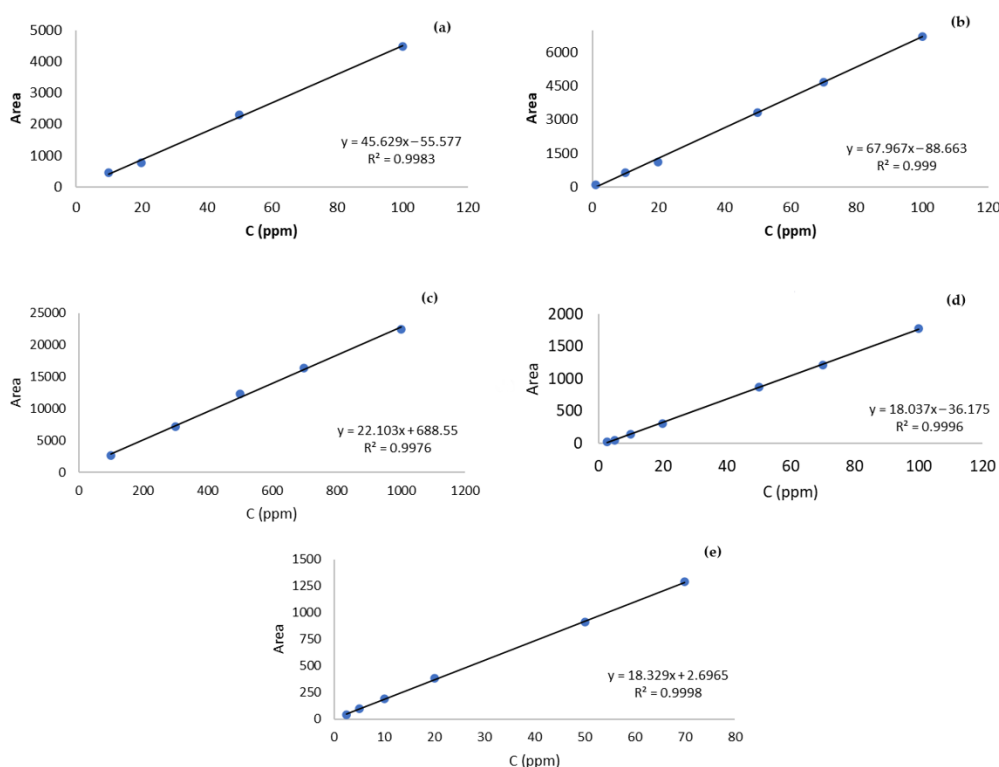 (a)
5000
4000
3000
2000
1000
0
Area
y = 45.629x−55.577
R² = 0.9983
0 20 40 60 80 100 120
C (ppm)
(b)
6000
4500
3000
1500
0
Area
y = 67.967x−88.663
R² = 0.999
0 20 40 60 80 100 120
C (ppm)
(c)
25000
20000
15000
10000
5000
0
Area
y = 22.103x+688.55
R² = 0.9976
0 200 400 600 800 1000 1200
C (ppm)
(d)
2000
1500
1000
500
0
Area
y = 18.037x−36.175
R² = 0.9996
0 20 40 60 80 100 120
C (ppm)
(e)
1500
1250
1000
750
500
250
0
Area
y = 18.329x+2.6965
R² = 0.9998
0 10 20 30 40 50 60 70 80
C (ppm)